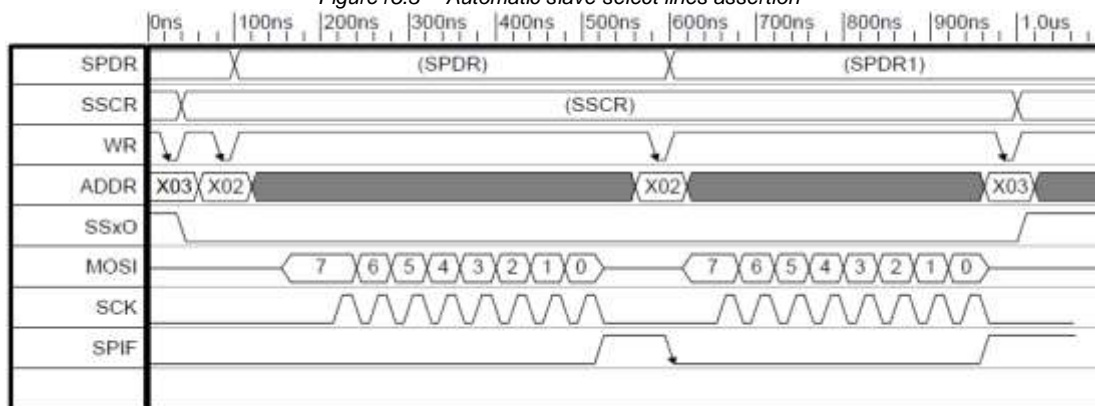 Figure 18.3 Automatic slave select lines assertion
0ns 100ns 200ns 300ns 400ns 500ns 600ns 700ns 800ns 900ns 1.0us
SPDR (SPDR) (SPDR1)
SSCR (SSCR)
WR
ADDR X03 X02 X02 X03
SSxO
MOSI 7 6 5 4 3 2 1 0 7 6 5 4 3 2 1 0
SCK
SPIF